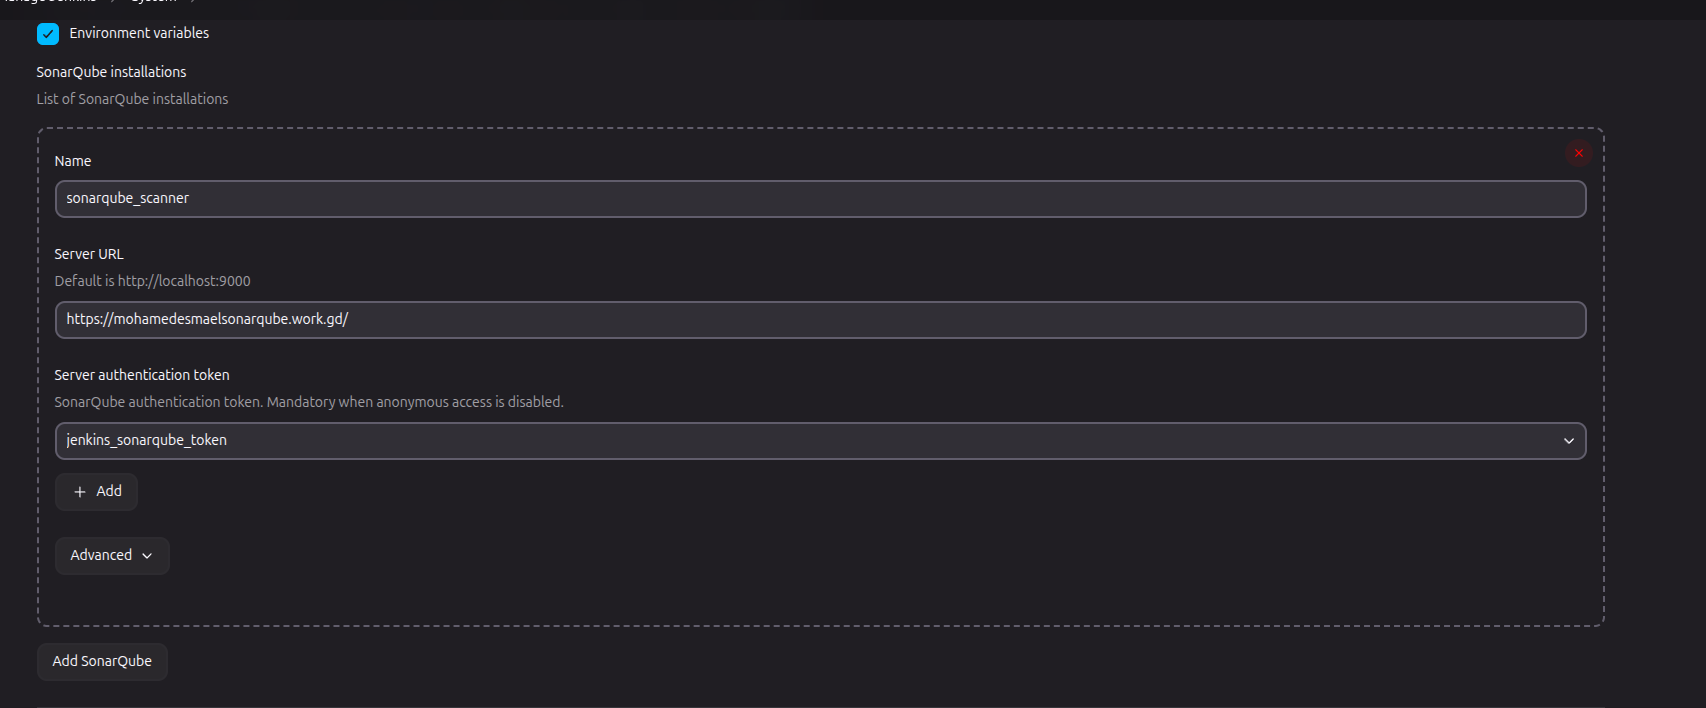 System
Environment variables
SonarQube installations
List of SonarQube installations
Name
sonarqube_scanner
Server URL
Default is http://localhost:9000
https://mohamedesmaelsonarqube.work.gd/
Server authentication token
SonarQube authentication token. Mandatory when anonymous access is disabled.
jenkins_sonarqube_token
+ Add
Advanced
Add SonarQube